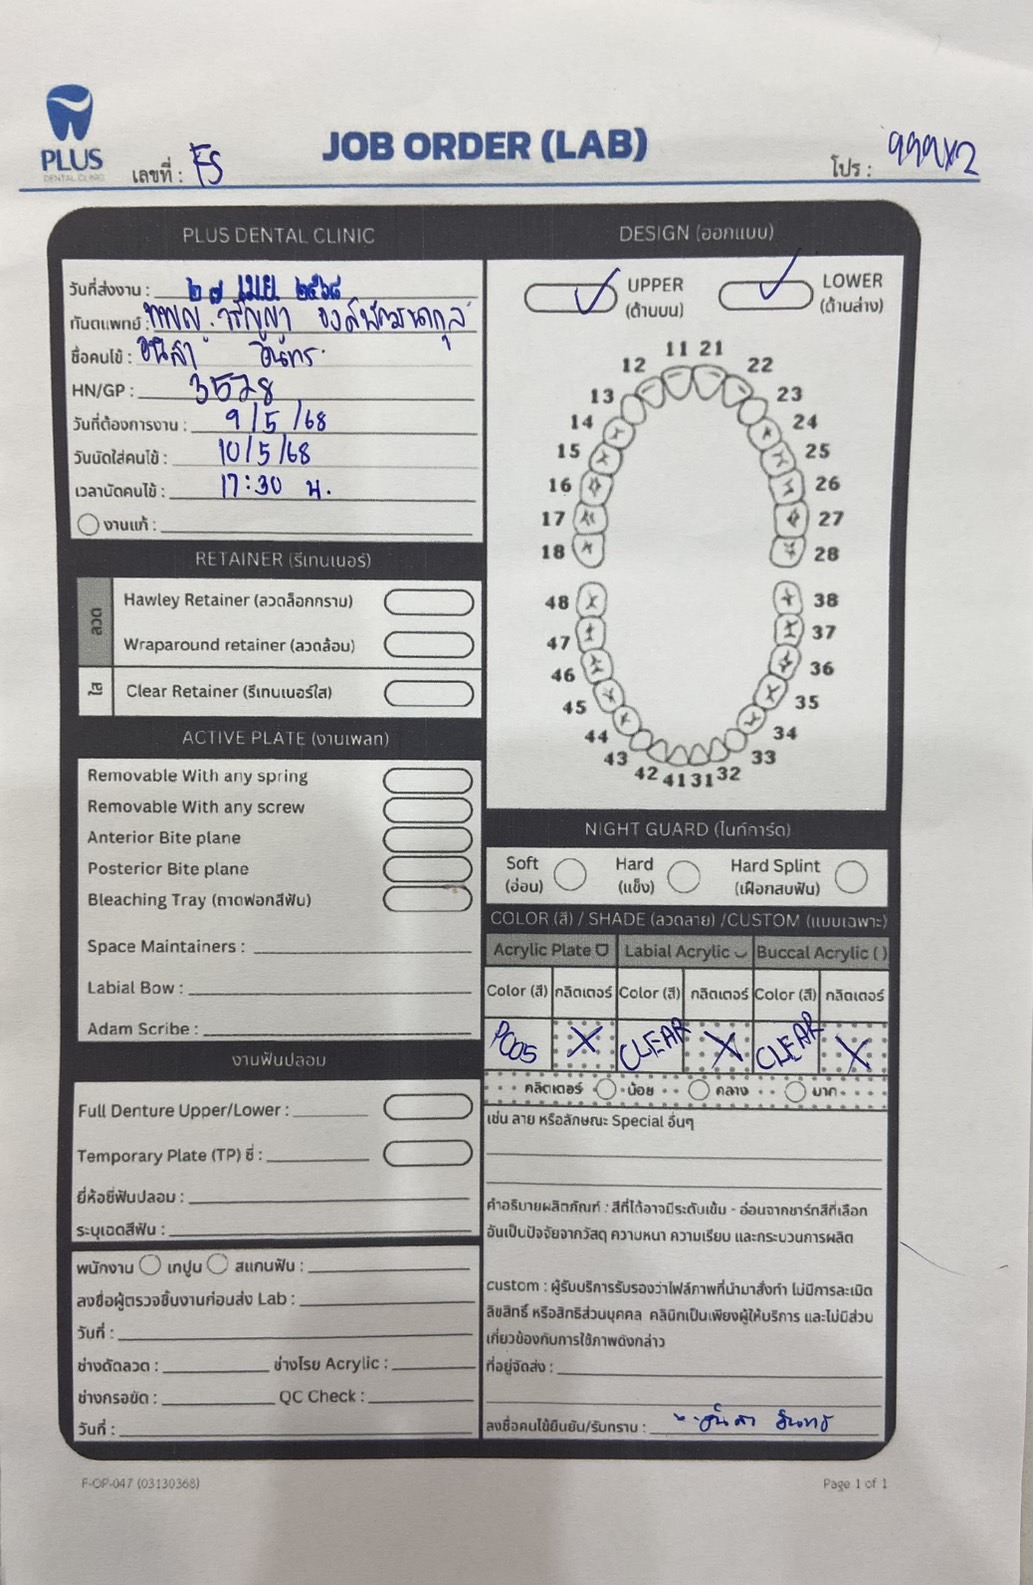 PLUS
DENTAL CLINIC
เลขที่ : FS
JOB ORDER (LAB)
โปร : 999x2
PLUS DENTAL CLINIC
วันที่ส่งงาน : ๒๗ เม.ย. ๒๕๖๘
ทันตแพทย์ : ทพญ.
ชื่อคนไข้ : อินทร
HN/GP : 3528
วันที่ต้องการงาน : 9/5/68
วันนัดใส่คนไข้ : 10/5/68
เวลานัดคนไข้ : 17:30 น.
งานแก้ :
RETAINER (รีเทนเนอร์)
ลวด
Hawley Retainer (ลวดล็อกกราม)
Wraparound retainer (ลวดล้อม)
ใส
Clear Retainer (รีเทนเนอร์ใส)
ACTIVE PLATE (งานเพลท)
Removable With any spring
Removable With any screw
Anterior Bite plane
Posterior Bite plane
Bleaching Tray (ถาดฟอกสีฟัน)
Space Maintainers :
Labial Bow :
Adam Scribe :
งานฟันปลอม
Full Denture Upper/Lower :
Temporary Plate (TP) ซี่ :
ยี่ห้อซี่ฟันปลอม :
ระบุเฉดสีฟัน :
พนักงาน เทปูน สแกนฟัน :
ลงชื่อผู้ตรวจชิ้นงานก่อนส่ง Lab :
วันที่ :
ช่างดัดลวด : ช่างโรย Acrylic :
ช่างกรอขัด : QC Check :
วันที่ :
DESIGN (ออกแบบ)
UPPER
(ด้านบน)
LOWER
(ด้านล่าง)
11 21
12 22
13 23
14 24
15 25
16 26
17 27
18 28
48 38
47 37
46 36
45 35
44 34
43 33
42 41 31 32
NIGHT GUARD (ไนท์การ์ด)
Soft
(อ่อน)
Hard
(แข็ง)
Hard Splint
(เฝือกสบฟัน)
COLOR (สี) / SHADE (ลวดลาย) /CUSTOM (แบบเฉพาะ)
Acrylic Plate Labial Acrylic Buccal Acrylic ( )
Color (สี) กลิตเตอร์ Color (สี) กลิตเตอร์ Color (สี) กลิตเตอร์
PC05 X CLEAR X CLEAR X
กลิตเตอร์ น้อย กลาง มาก
เช่น ลาย หรือลักษณะ Special อื่นๆ
คำอธิบายผลิตภัณฑ์ : สีที่ได้อาจมีระดับเข้ม - อ่อนจากชาร์ทสีที่เลือก
อันเป็นปัจจัยจากวัสดุ ความหนา ความเรียบ และกระบวนการผลิต
custom : ผู้รับบริการรับรองว่าไฟล์ภาพที่นำมาสั่งทำ ไม่มีการละเมิด
ลิขสิทธิ์ หรือสิทธิส่วนบุคคล คลินิกเป็นเพียงผู้ให้บริการ และไม่มีส่วน
เกี่ยวข้องกับการใช้ภาพดังกล่าว
ที่อยู่จัดส่ง :
ลงชื่อคนไข้ยืนยัน/รับทราบ : อินทร
F-OP-047 (03130368)
Page 1 of 1